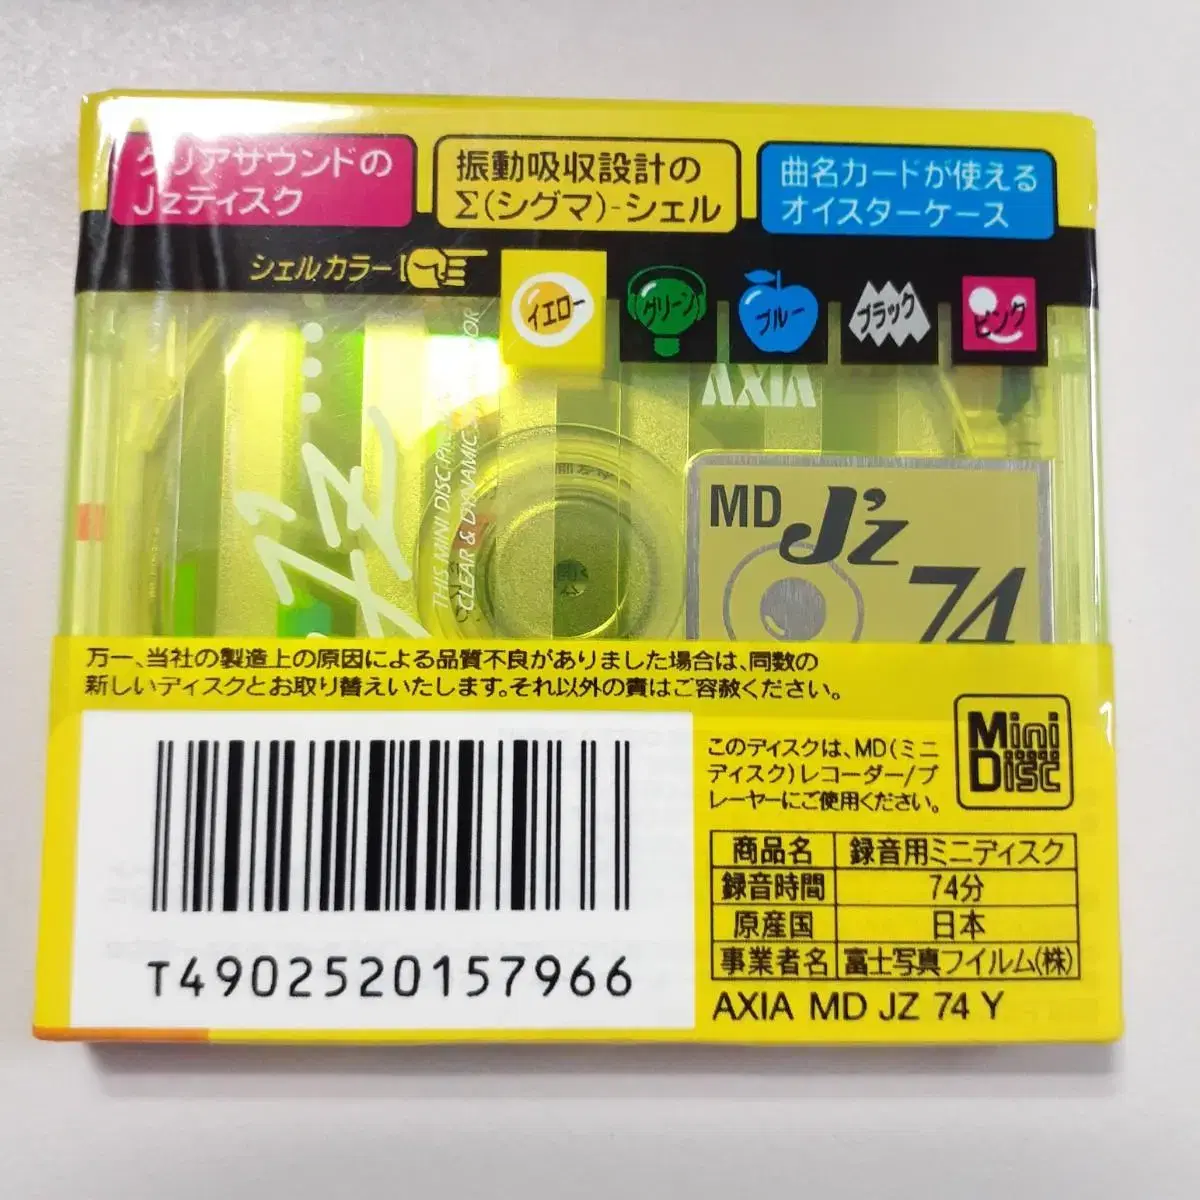 クリアサウンドの
J'zディスク
振動吸収設計の
Σ(シグマ)-シェル
曲名カードが使える
オイスターケース
シェルカラー
イエロー
グリーン
ブルー
ブラック
ピンク
AXIA
J'z
THIS MINI DISC
CLEAR & DYNAMIC
MD J'z 74
万一、当社の製造上の原因による品質不良がありました場合は、同数の
新しいディスクとお取り替えいたします。それ以外の責はご容赦ください。
Mini
Disc
このディスクは、MD(ミニ
ディスク)レコーダー/プ
レーヤーにご使用ください。
商品名 録音用ミニディスク
録音時間 74分
原産国 日本
事業者名 富士写真フイルム(株)
AXIA MD JZ 74 Y
T4902520157966